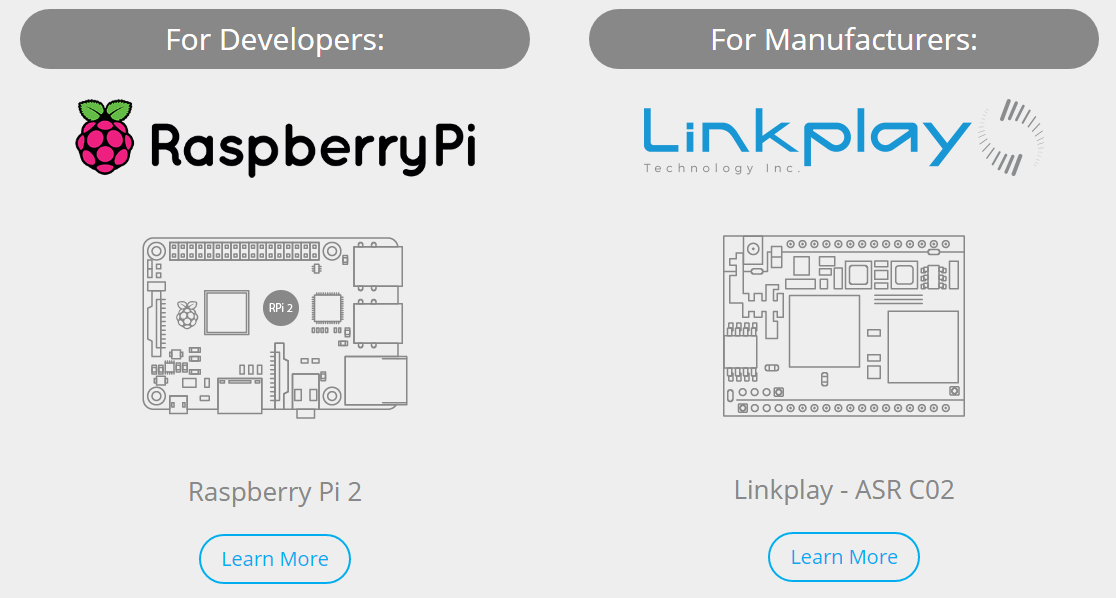 For Developers:
RaspberryPi
RPi 2
Raspberry Pi 2
Learn More
For Manufacturers:
Linkplay
Technology Inc.
Linkplay - ASR C02
Learn More